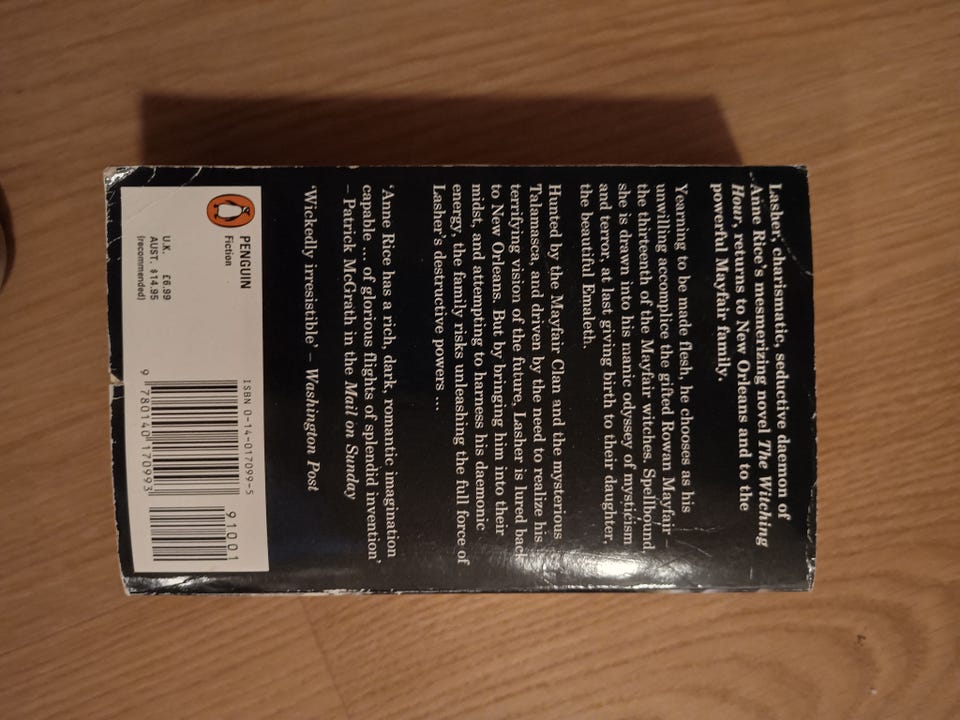 Lasher, charismatic, seductive daemon of
Anne Rice's mesmerizing novel The Witching
Hour, returns to New Orleans and to the
powerful Mayfair family.
Yearning to be made flesh, he chooses as his
unwilling accomplice the gifted Rowan Mayfair –
the thirteenth of the Mayfair witches. Spellbound,
she is drawn into his manic odyssey of mysticism
and terror, at last giving birth to their daughter,
the beautiful Emaleth.
Hunted by the Mayfair Clan and the mysterious
Talamasca, and driven by the need to realize his
terrifying vision of the future, Lasher is lured back
to New Orleans. But by bringing him into their
midst, and attempting to harness his daemonic
energy, the family risks unleashing the full force of
Lasher's destructive powers ...
'Anne Rice has a rich, dark, romantic imagination
capable ... of glorious flights of splendid invention'
– Patrick McGrath in the Mail on Sunday
'Wickedly irresistible' – Washington Post
PENGUIN
Fiction
U.K. £6.99
AUST. $14.95
(recommended)
ISBN 0-14-017099-5
91001
9 780140 170993